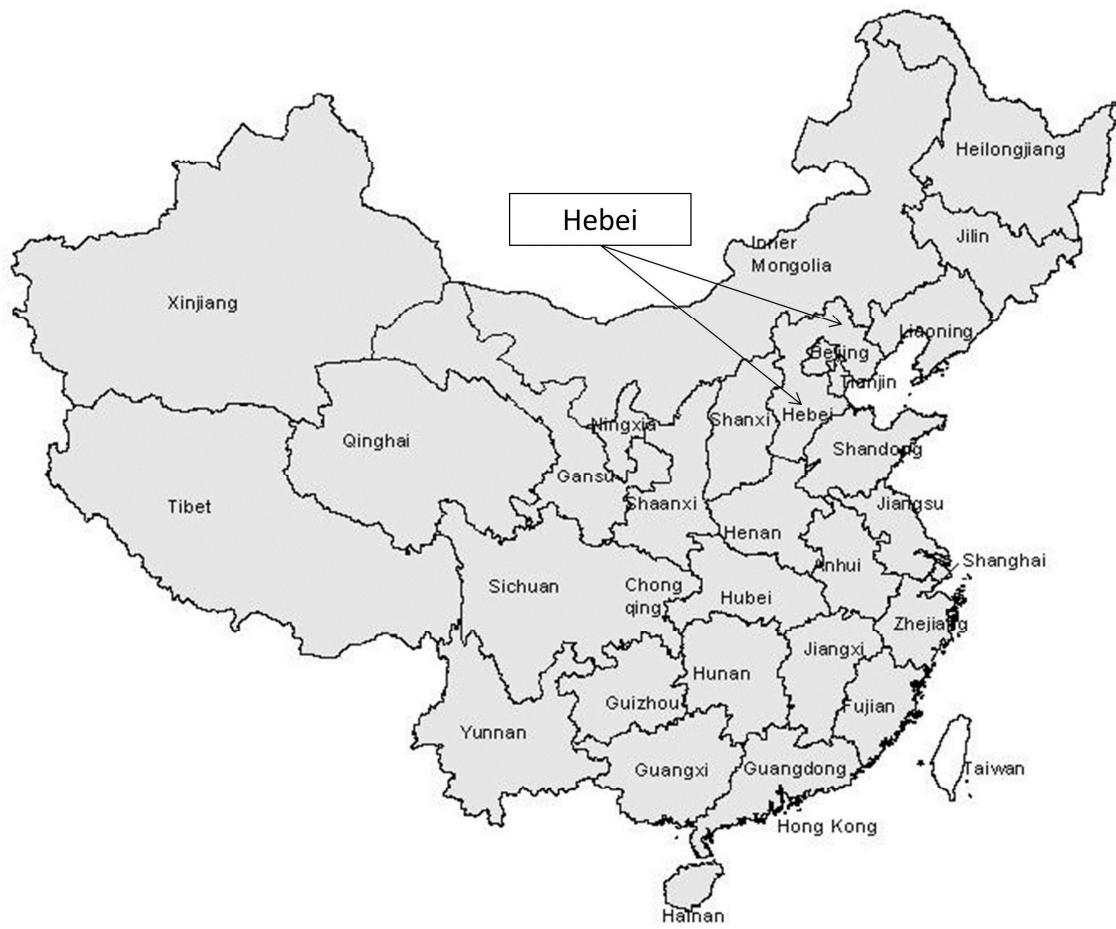 Heilongjiang
Hebei
Jilin
Inner
Mongolia
Xinjiang
Liaoning
Beijing
Tianjin
Ningxia
Shanxi
Hebei
Qinghai
Shandong
Gansu
Tibet
Shaanxi
Jiangsu
Henan
Shanghai
Anhui
Sichuan
Chong
qing
Hubei
Zhejiang
Jiangxi
Hunan
Guizhou
Fujian
Yunnan
Guangxi
Guangdong
Taiwan
Hong Kong
Hainan